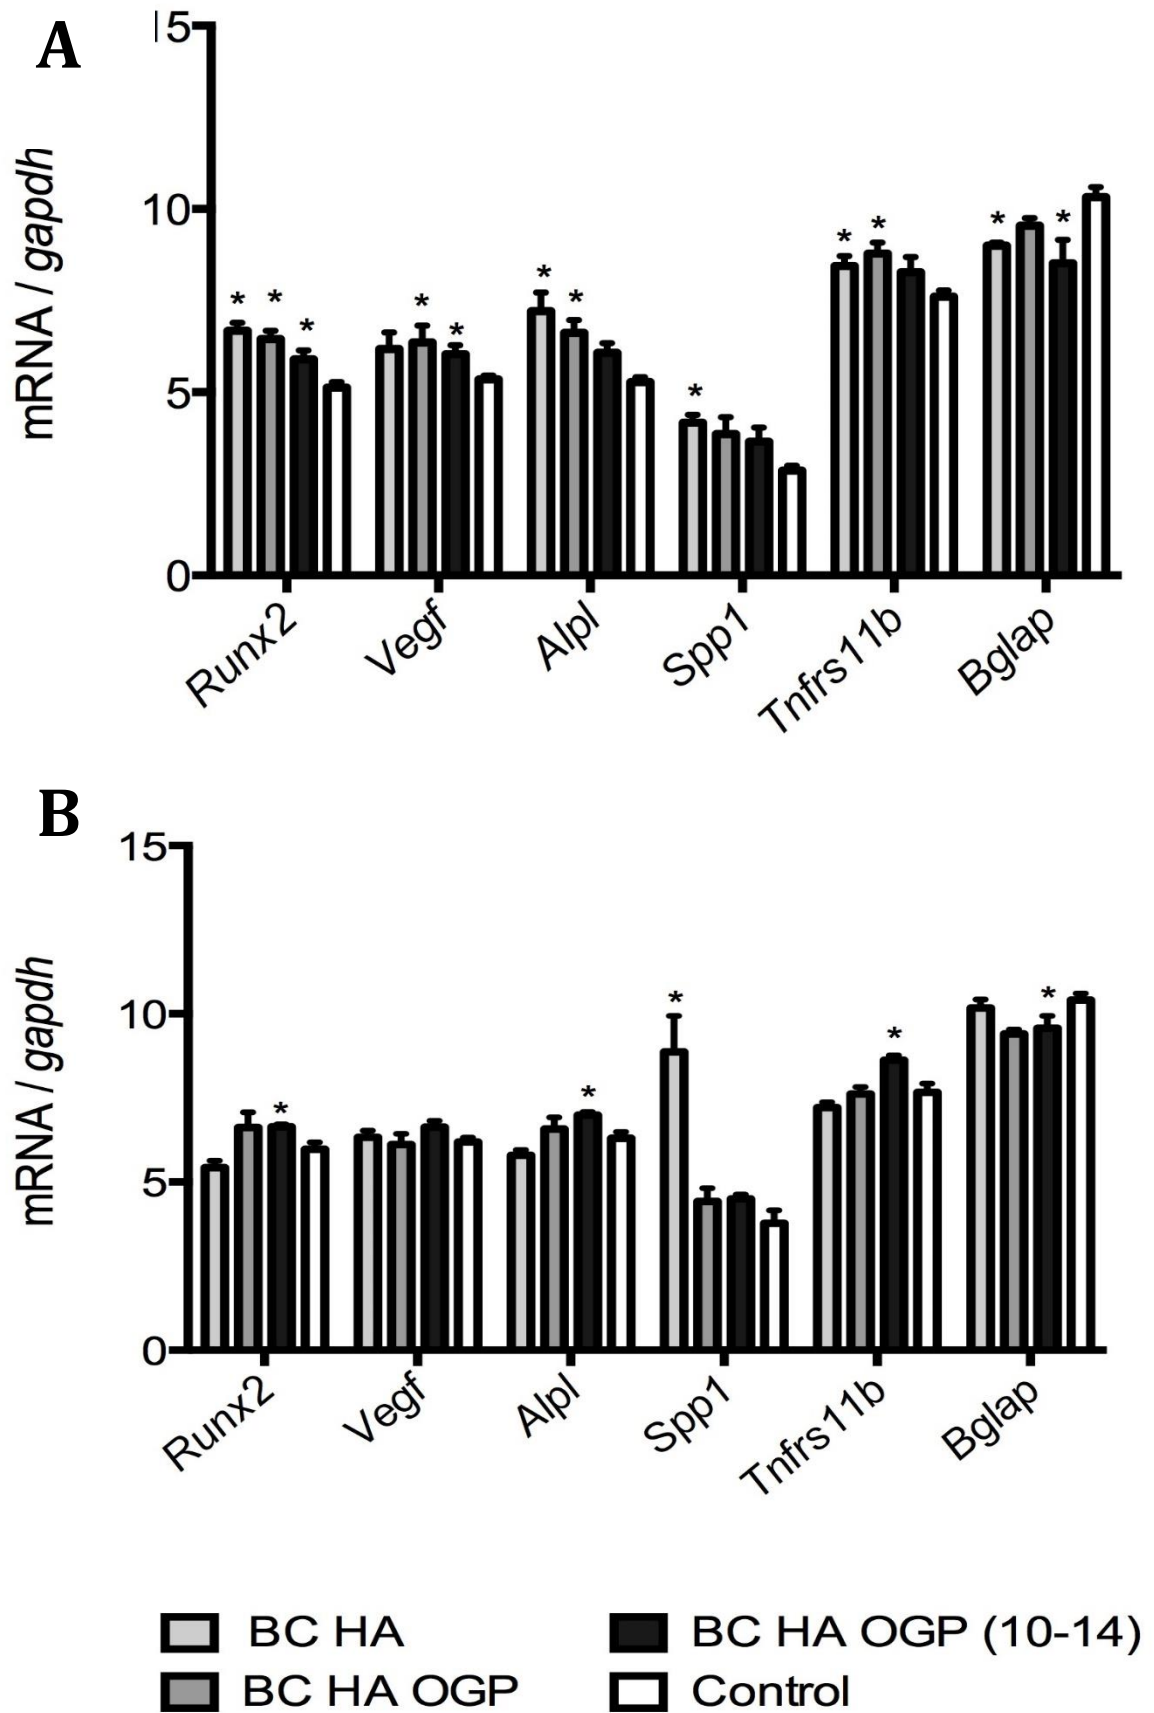 A
15
10
5
0
mRNA / gapdh
* * * * * * * * * * * *
Runx2 Vegf Alpl Spp1 Tnfrs11b Bglap
B
15
10
5
0
mRNA / gapdh
* * * * *
Runx2 Vegf Alpl Spp1 Tnfrs11b Bglap
BC HA
BC HA OGP (10-14)
BC HA OGP
Control